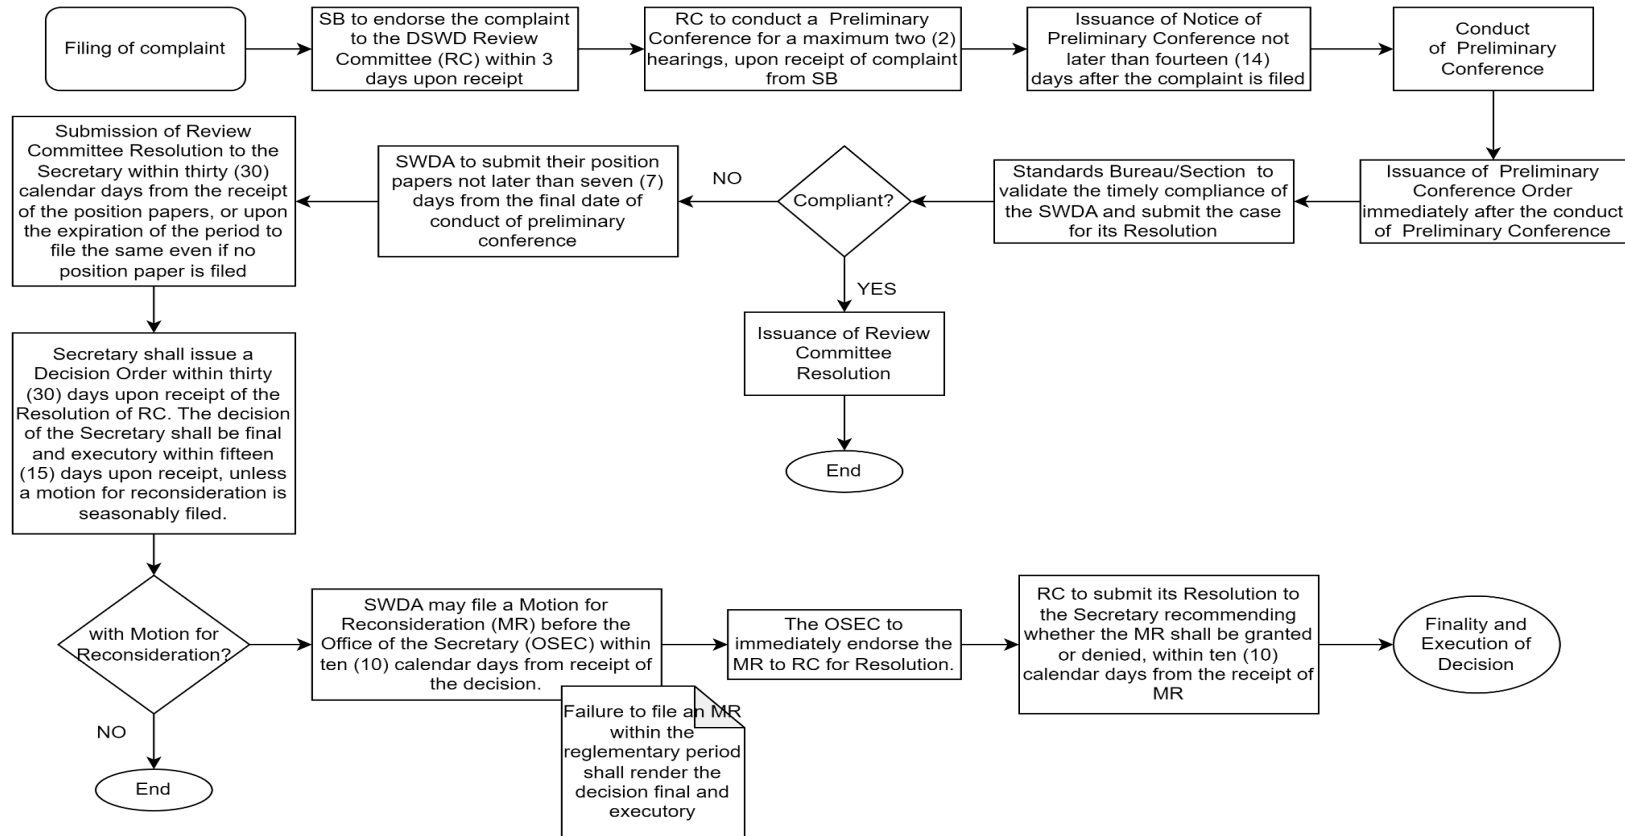 Filing of complaint
SB to endorse the complaint
to the DSWD Review
Committee (RC) within 3
days upon receipt
RC to conduct a Preliminary
Conference for a maximum two (2)
hearings, upon receipt of complaint
from SB
Issuance of Notice of
Preliminary Conference not
later than fourteen (14)
days after the complaint is filed
Conduct
of Preliminary
Conference
Issuance of Preliminary
Conference Order
immediately after the conduct
of Preliminary Conference
Standards Bureau/Section to
validate the timely compliance of
the SWDA and submit the case
for its Resolution
Compliant?
NO
YES
SWDA to submit their position
papers not later than seven (7)
days from the final date of
conduct of preliminary
conference
Submission of Review
Committee Resolution to the
Secretary within thirty (30)
calendar days from the receipt
of the position papers, or upon
the expiration of the period to
file the same even if no
position paper is filed
Issuance of Review
Committee
Resolution
End
Secretary shall issue a
Decision Order within thirty
(30) days upon receipt of the
Resolution of RC. The decision
of the Secretary shall be final
and executory within fifteen
(15) days upon receipt, unless
a motion for reconsideration is
seasonably filed.
with Motion for
Reconsideration?
NO
End
SWDA may file a Motion for
Reconsideration (MR) before the
Office of the Secretary (OSEC) within
ten (10) calendar days from receipt of
the decision.
Failure to file an MR
within the
reglementary period
shall render the
decision final and
executory
The OSEC to
immediately endorse the
MR to RC for Resolution.
RC to submit its Resolution to
the Secretary recommending
whether the MR shall be granted
or denied, within ten (10)
calendar days from the receipt of
MR
Finality and
Execution of
Decision